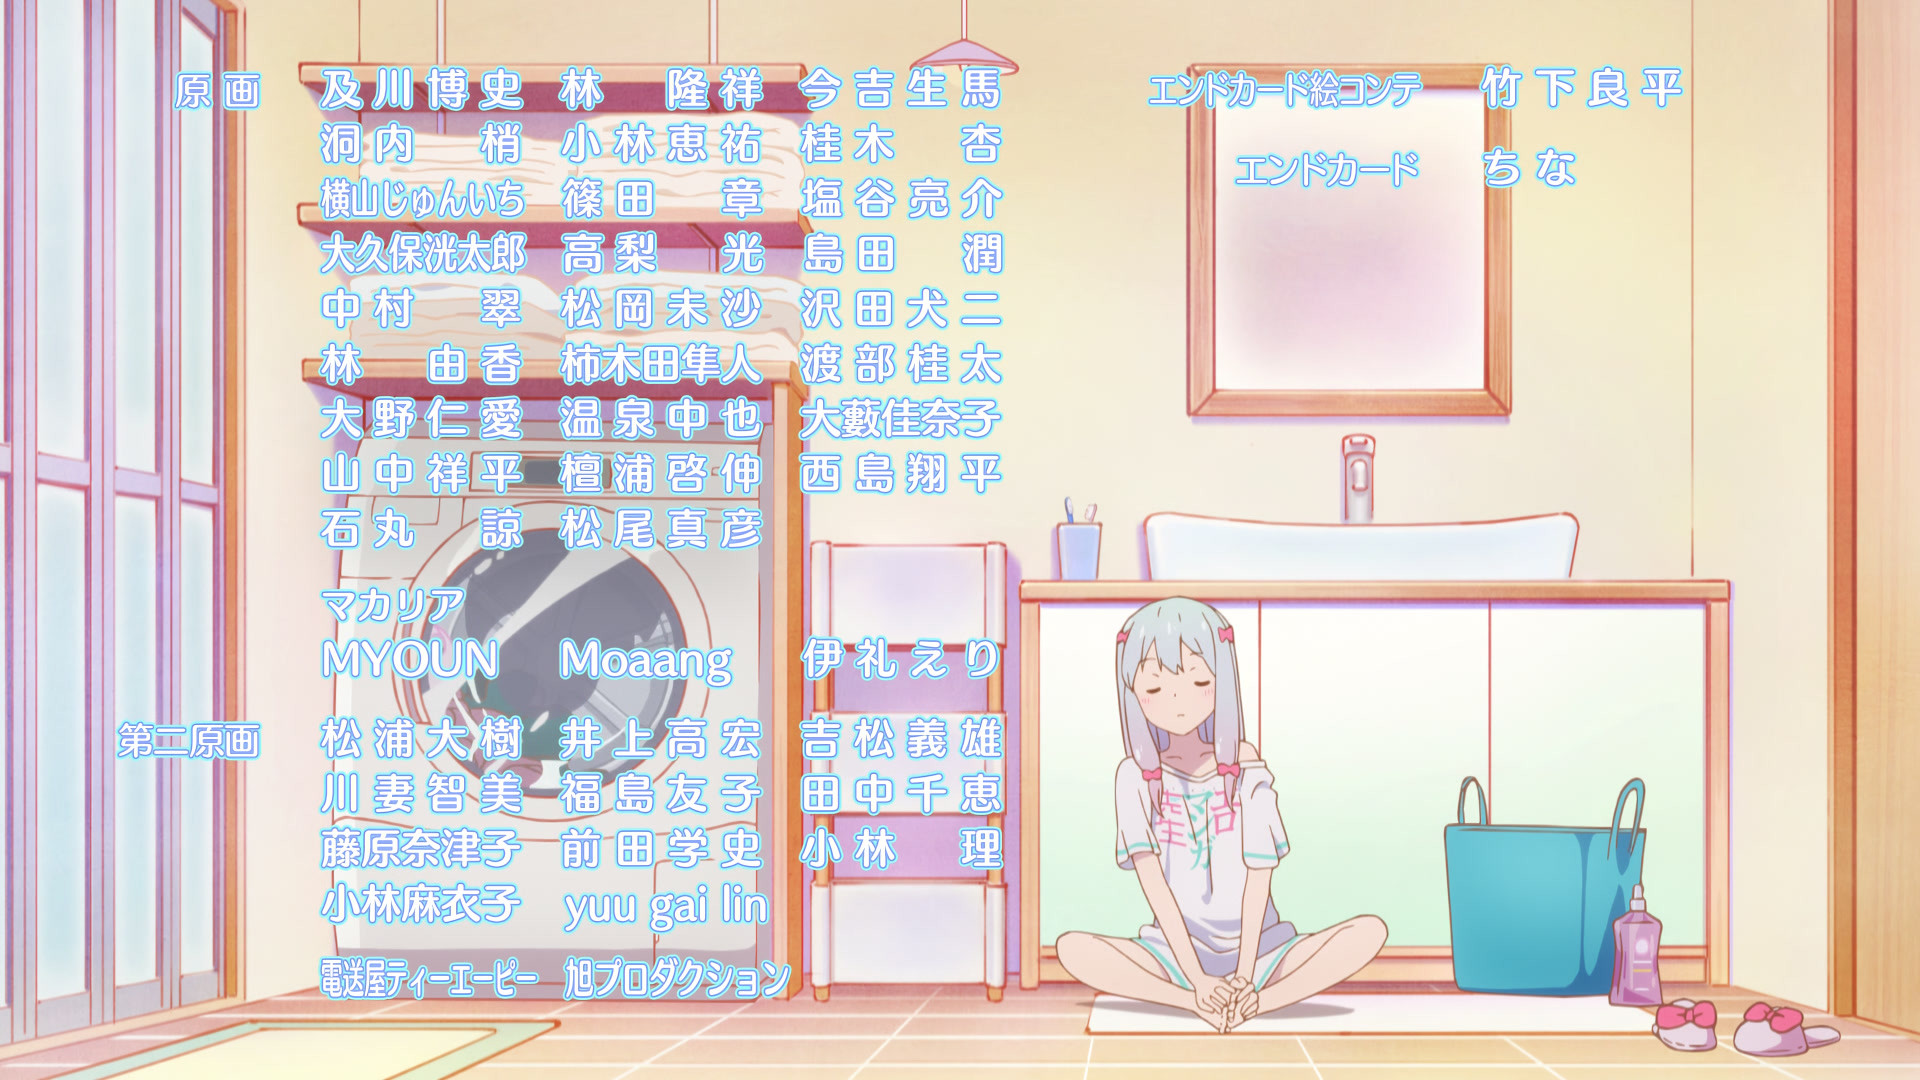 原画 及川博史 林隆祥 今吉生馬
洞内梢 小林恵祐 桂木杏
横山じゅんいち 篠田章 塩谷亮介
大久保洸太郎 高梨光 島田潤
中村翠 松岡未沙 沢田犬二
林由香 柿木田隼人 渡部桂太
大野仁愛 温泉中也 大藪佳奈子
山中祥平 檀浦啓伸 西島翔平
石丸諒 松尾真彦
マカリア
MYOUN Moaang 伊礼えり
第二原画 松浦大樹 井上高宏 吉松義雄
川妻智美 福島友子 田中千恵
藤原奈津子 前田学史 小林理
小林麻衣子 yuu gai lin
電送屋ティーエーピー 旭プロダクション
エンドカード絵コンテ 竹下良平
エンドカード ちな
マンガ